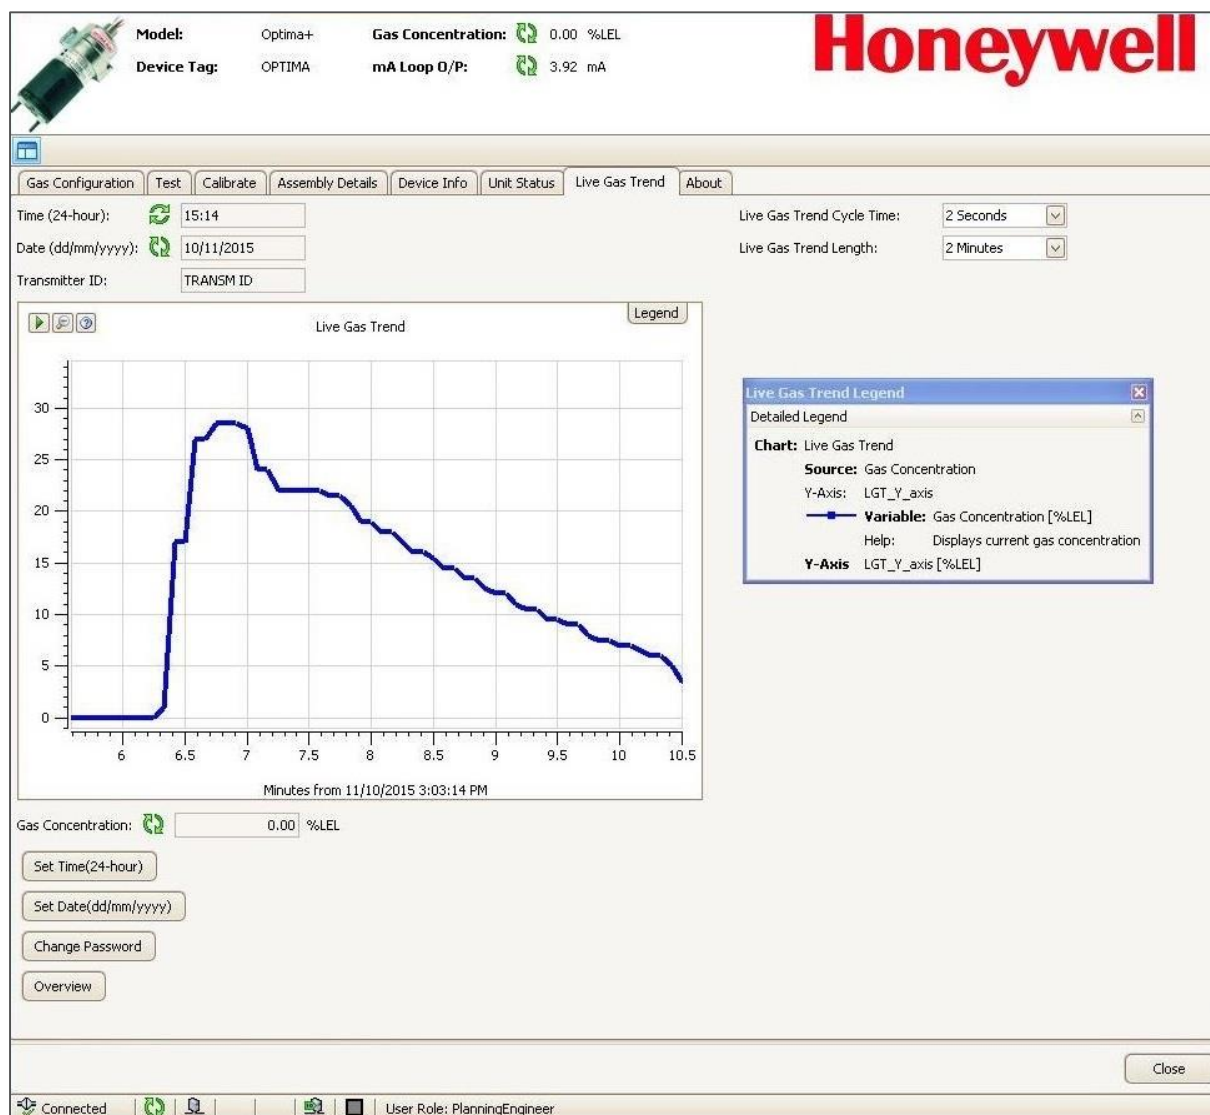 Model: Optima+ Gas Concentration: 0.00 %LEL
Honeywell
Device Tag: OPTIMA mA Loop O/P: 3.92 mA
Gas Configuration Test Calibrate Assembly Details Device Info Unit Status Live Gas Trend About
Time (24-hour): 15:14 Live Gas Trend Cycle Time: 2 Seconds
Date (dd/mm/yyyy): 10/11/2015 Live Gas Trend Length: 2 Minutes
Transmitter ID: TRANSM ID
Legend
Live Gas Trend
30
25
20
15
10
5
0
6 6.5 7 7.5 8 8.5 9 9.5 10 10.5
Minutes from 11/10/2015 3:03:14 PM
Live Gas Trend Legend
Detailed Legend
Chart: Live Gas Trend
Source: Gas Concentration
Y-Axis: LGT_Y_axis
Variable: Gas Concentration [%LEL]
Help: Displays current gas concentration
Y-Axis LGT_Y_axis [%LEL]
Gas Concentration: 0.00 %LEL
Set Time(24-hour)
Set Date(dd/mm/yyyy)
Change Password
Overview
Close
Connected User Role: PlanningEngineer